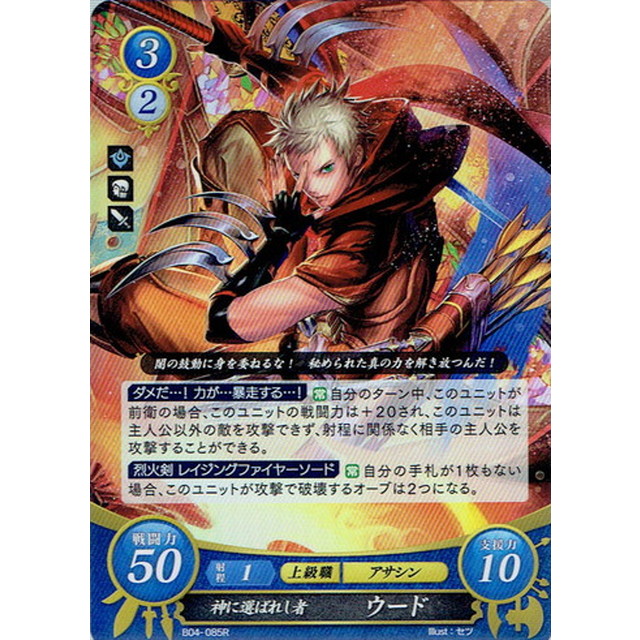 3
2
闇の鼓動に身を委ねるな! 秘められた真の力を解き放つんだ!
ダメだ…!力が…暴走する…! 常 自分のターン中、このユニットが
前衛の場合、このユニットの戦闘力は+20され、このユニットは
主人公以外の敵を攻撃できず、射程に関係なく相手の主人公を
攻撃することができる。
烈火剣 レイジングファイヤーソード 常 自分の手札が1枚もない
場合、このユニットが攻撃で破壊するオーブは2つになる。
戦闘力 50 射程 1 上級職 アサシン 支援力 10
神に選ばれし者 ウード
B04-085R Illust:セツ